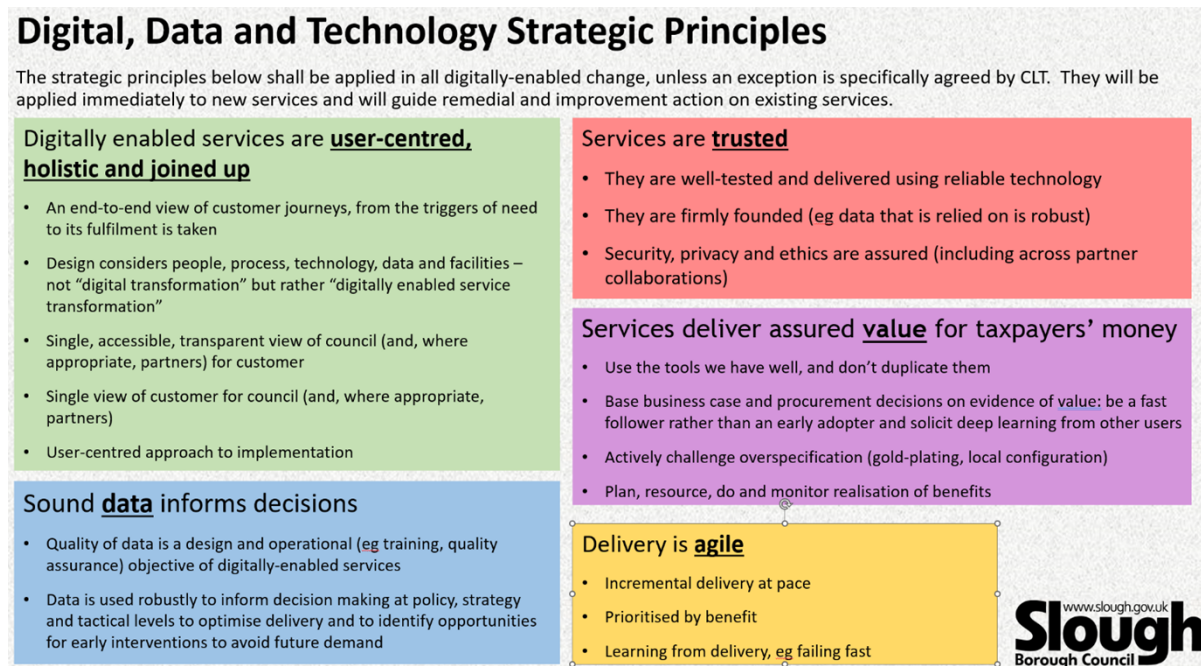 Digital, Data and Technology Strategic Principles
The strategic principles below shall be applied in all digitally-enabled change, unless an exception is specifically agreed by CLT. They will be
applied immediately to new services and will guide remedial and improvement action on existing services.
Digitally enabled services are user-centred,
holistic and joined up
• An end-to-end view of customer journeys, from the triggers of need
to its fulfilment is taken
• Design considers people, process, technology, data and facilities –
not “digital transformation” but rather “digitally enabled service
transformation”
• Single, accessible, transparent view of council (and, where
appropriate, partners) for customer
• Single view of customer for council (and, where appropriate,
partners)
• User-centred approach to implementation
Sound data informs decisions
• Quality of data is a design and operational (eg training, quality
assurance) objective of digitally-enabled services
• Data is used robustly to inform decision making at policy, strategy
and tactical levels to optimise delivery and to identify opportunities
for early interventions to avoid future demand
Services are trusted
• They are well-tested and delivered using reliable technology
• They are firmly founded (eg data that is relied on is robust)
• Security, privacy and ethics are assured (including across partner
collaborations)
Services deliver assured value for taxpayers’ money
• Use the tools we have well, and don’t duplicate them
• Base business case and procurement decisions on evidence of value: be a fast
follower rather than an early adopter and solicit deep learning from other users
• Actively challenge overspecification (gold-plating, local configuration)
• Plan, resource, do and monitor realisation of benefits
Delivery is agile
• Incremental delivery at pace
• Prioritised by benefit
• Learning from delivery, eg failing fast
www.slough.gov.uk
Slough
Borough Council